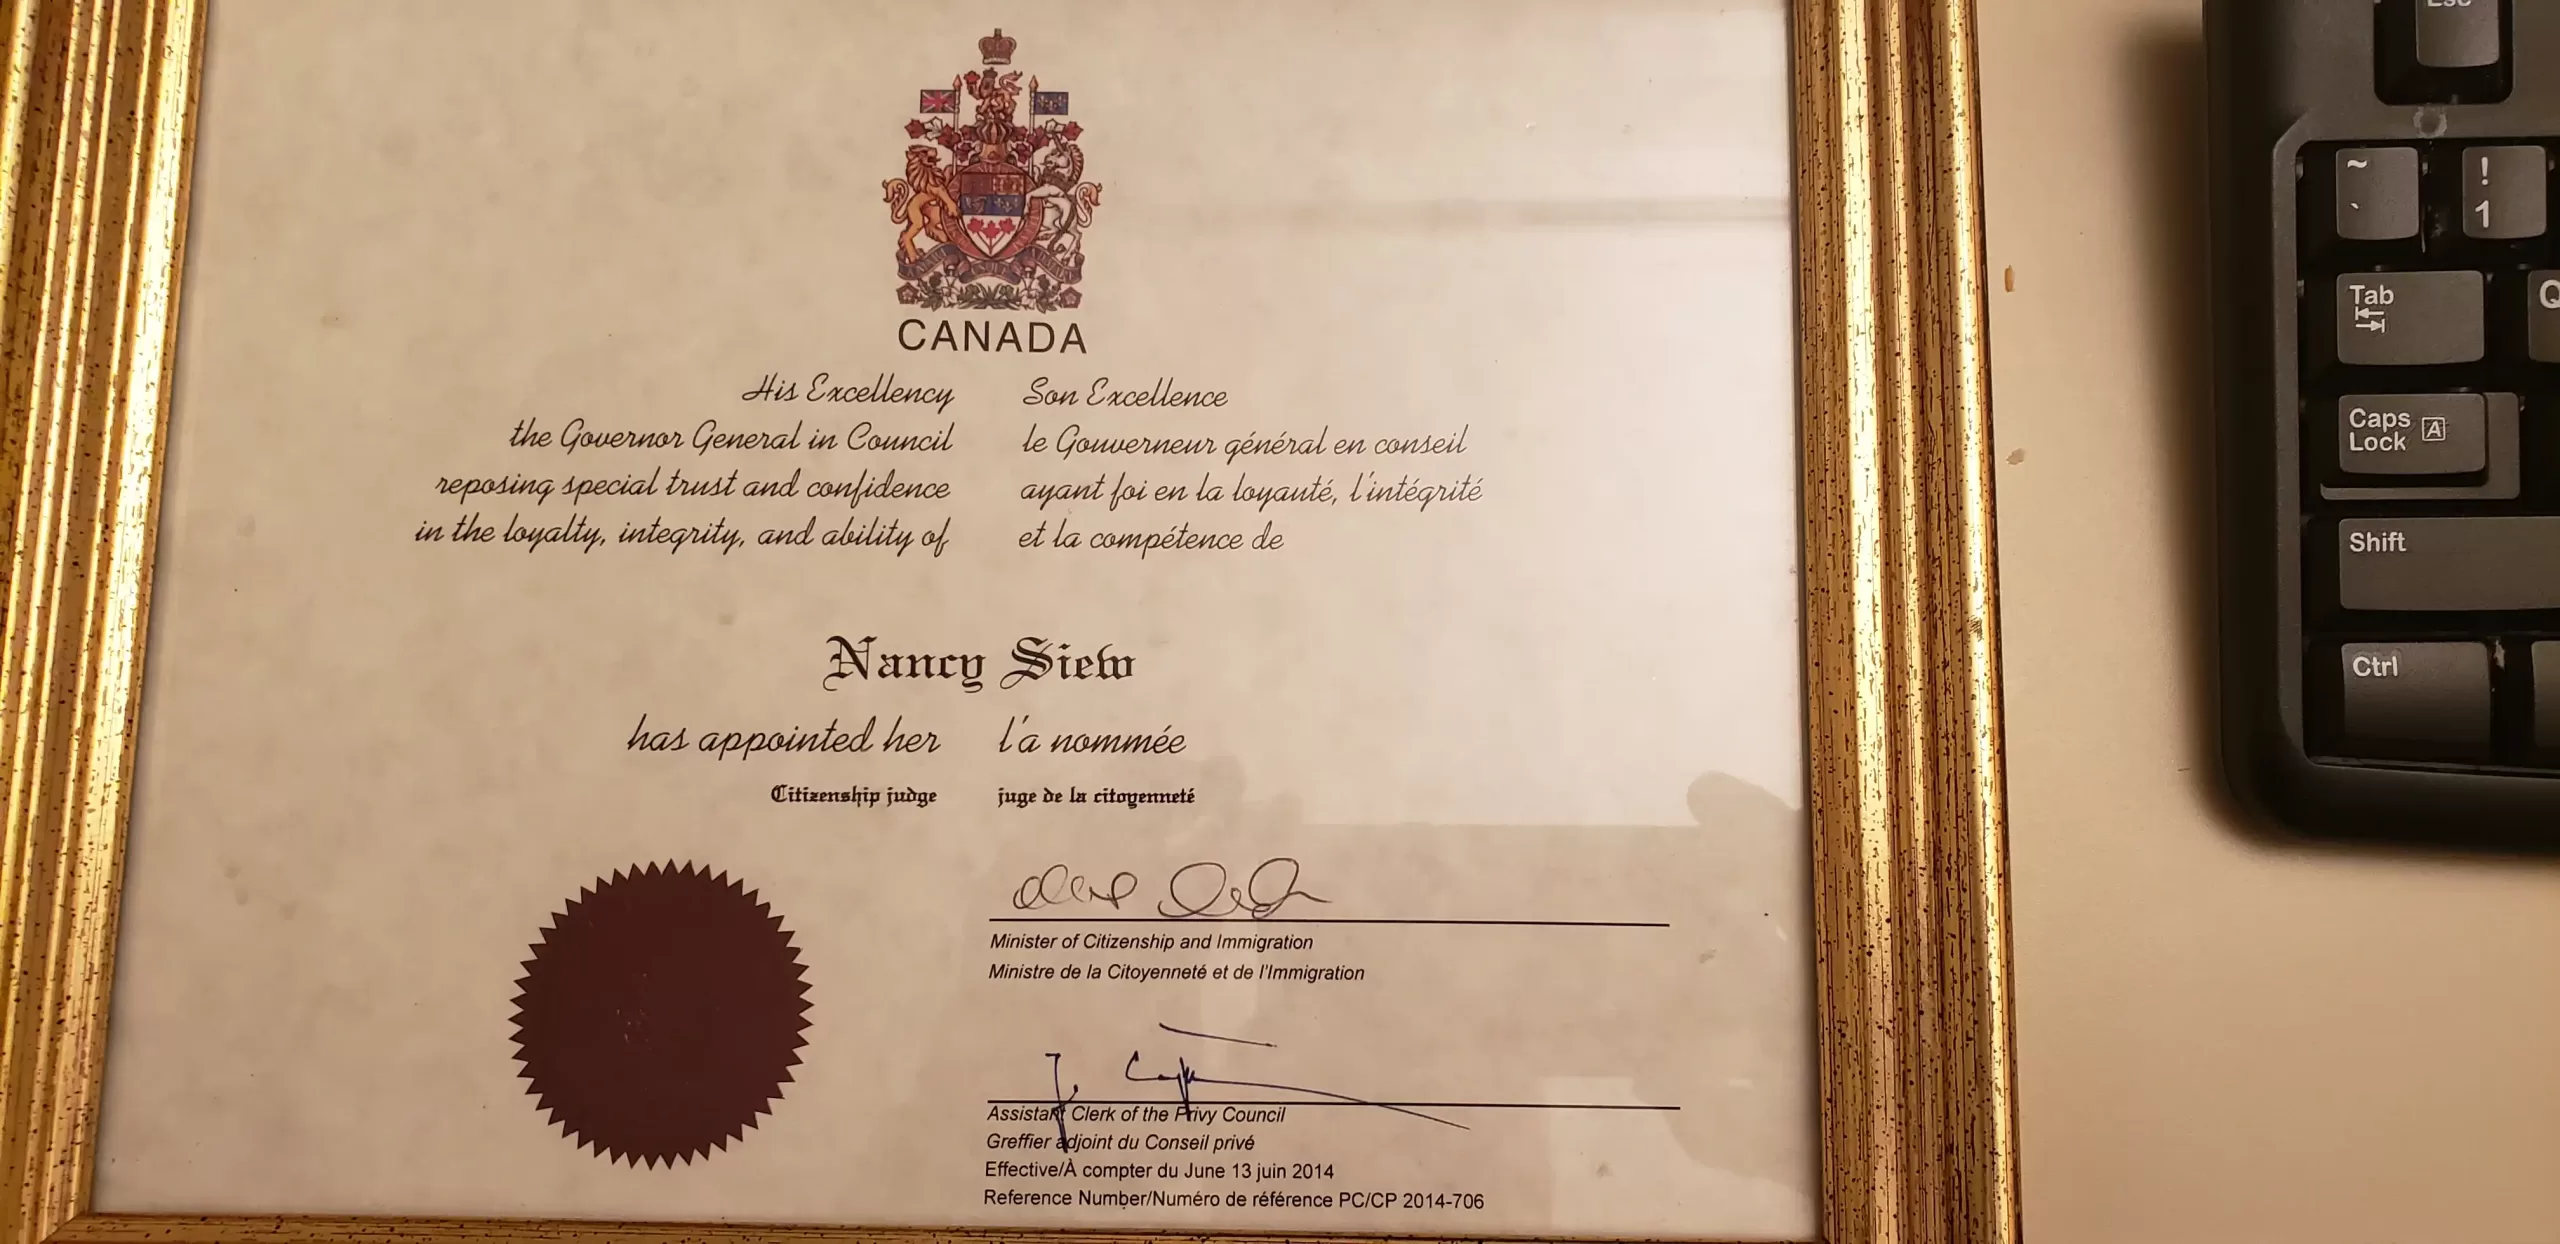 CANADA
His Excellency
the Governor General in Council
reposing special trust and confidence
in the loyalty, integrity, and ability of
Son Excellence
le Gouverneur général en conseil
ayant foi en la loyauté, l'intégrité
et la compétence de
Nancy Siew
has appointed her
Citizenship judge
l'a nommée
juge de la citoyenneté
Minister of Citizenship and Immigration
Ministre de la Citoyenneté et de l'Immigration
Assistant Clerk of the Privy Council
Greffier adjoint du Conseil privé
Effective/À compter du June 13 juin 2014
Reference Number/Numéro de référence PC/CP 2014-706
Esc
~ !
` 1
Tab Q
Caps
Lock A
Shift
Ctrl